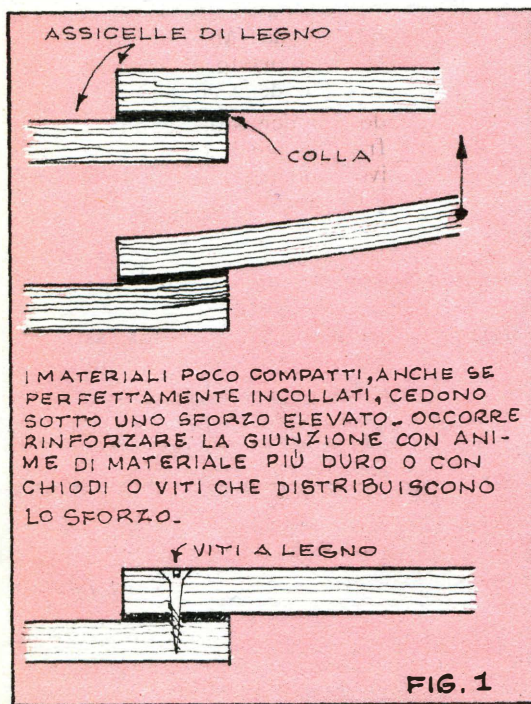 ASSICELLE DI LEGNO
COLLA
I MATERIALI POCO COMPATTI, ANCHE SE
PERFETTAMENTE INCOLLATI, CEDONO
SOTTO UNO SFORZO ELEVATO. OCCORRE
RINFORZARE LA GIUNZIONE CON ANI-
ME DI MATERIALE PIÙ DURO O CON
CHIODI O VITI CHE DISTRIBUISCONO
LO SFORZO.
VITI A LEGNO
FIG. 1